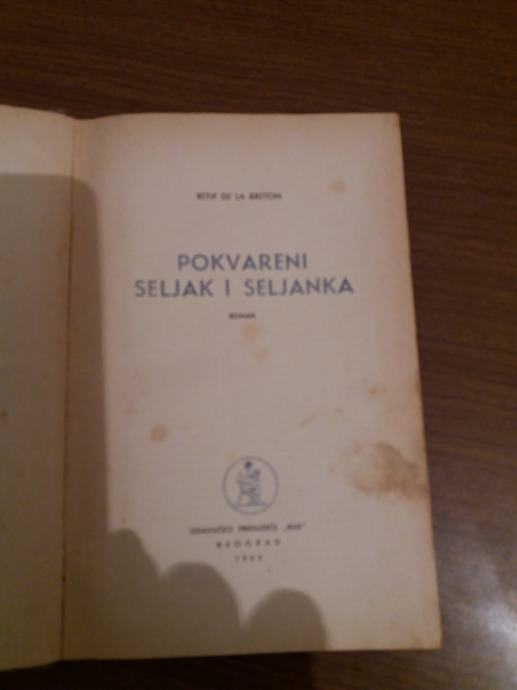 RETIF DE LA BRETON
POKVARENI
SELJAK I SELJANKA
ROMAN
IZDAVAČKO PREDUZEĆE „RAD“
BEOGRAD